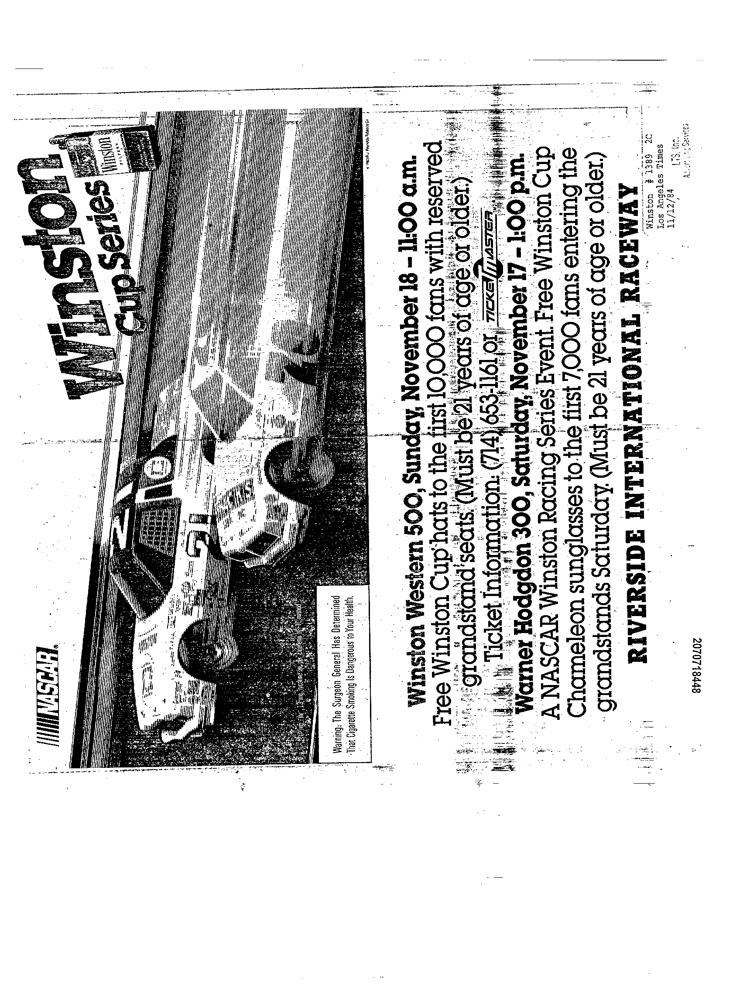 NASCAR®
Winston
Cup Series
Winston
21
21
Warning: The Surgeon General Has Determined
That Cigarette Smoking Is Dangerous to Your Health.
Winston Western 500, Sunday, November 18 – 11:00 a.m.
Free Winston Cup hats to the first 10,000 fans with reserved
grandstand seats. (Must be 21 years of age or older.)
Ticket Information: (714) 653-1161 or TICKETMASTER
Warner Hodgdon 300, Saturday, November 17 – 1:00 p.m.
A NASCAR Winston Racing Series Event. Free Winston Cup
Chameleon sunglasses to the first 7,000 fans entering the
grandstands Saturday. (Must be 21 years of age or older.)
RIVERSIDE INTERNATIONAL RACEWAY
Winston # 1389 2C
Los Angeles Times
11/12/84
LTS, Inc.
2070718448